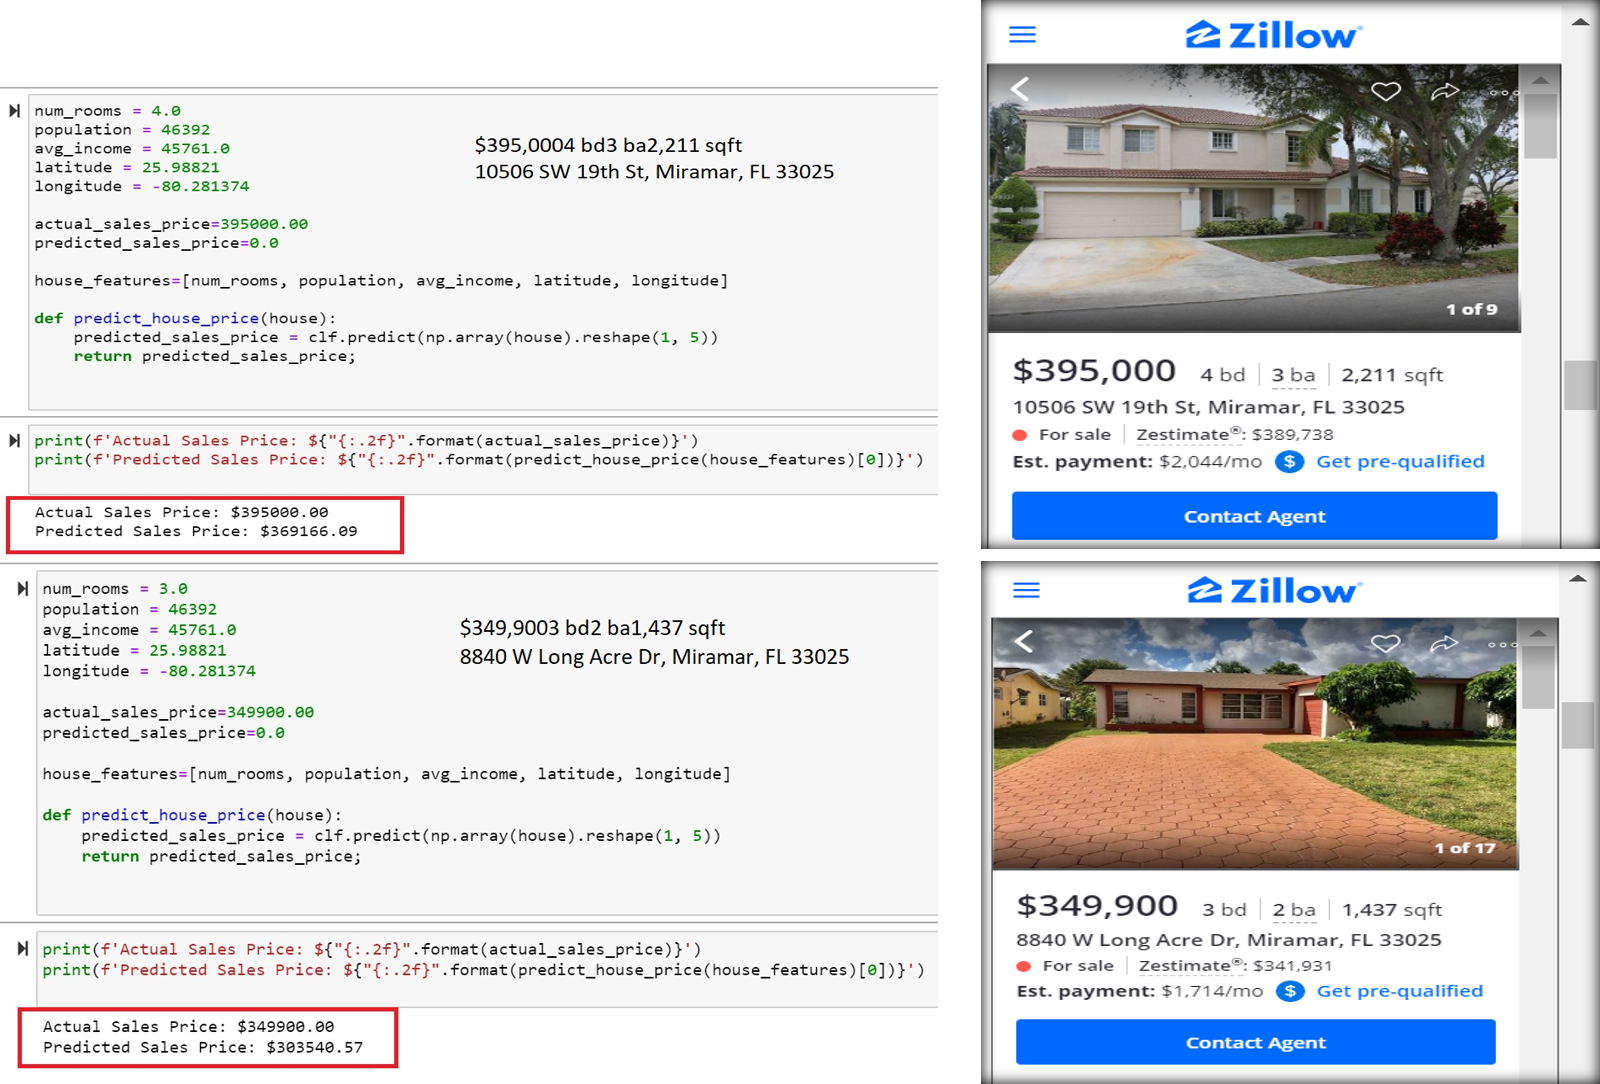 num_rooms = 4.0
population = 46392
avg_income = 45761.0
latitude = 25.98821
longitude = -80.281374
actual_sales_price=395000.00
predicted_sales_price=0.0
house_features=[num_rooms, population, avg_income, latitude, longitude]
def predict_house_price(house):
    predicted_sales_price = clf.predict(np.array(house).reshape(1, 5))
    return predicted_sales_price;
$395,0004 bd3 ba2,211 sqft
10506 SW 19th St, Miramar, FL 33025
print(f'Actual Sales Price: ${"{:.2f}".format(actual_sales_price)}')
print(f'Predicted Sales Price: ${"{:.2f}".format(predict_house_price(house_features)[0])}')
Actual Sales Price: $395000.00
Predicted Sales Price: $369166.09
Zillow
1 of 9
$395,000 4 bd 3 ba 2,211 sqft
10506 SW 19th St, Miramar, FL 33025
For sale Zestimate®: $389,738
Est. payment: $2,044/mo $ Get pre-qualified
Contact Agent
num_rooms = 3.0
population = 46392
avg_income = 45761.0
latitude = 25.98821
longitude = -80.281374
actual_sales_price=349900.00
predicted_sales_price=0.0
house_features=[num_rooms, population, avg_income, latitude, longitude]
def predict_house_price(house):
    predicted_sales_price = clf.predict(np.array(house).reshape(1, 5))
    return predicted_sales_price;
$349,9003 bd2 ba1,437 sqft
8840 W Long Acre Dr, Miramar, FL 33025
print(f'Actual Sales Price: ${"{:.2f}".format(actual_sales_price)}')
print(f'Predicted Sales Price: ${"{:.2f}".format(predict_house_price(house_features)[0])}')
Actual Sales Price: $349900.00
Predicted Sales Price: $303540.57
Zillow
1 of 17
$349,900 3 bd 2 ba 1,437 sqft
8840 W Long Acre Dr, Miramar, FL 33025
For sale Zestimate®: $341,931
Est. payment: $1,714/mo $ Get pre-qualified
Contact Agent